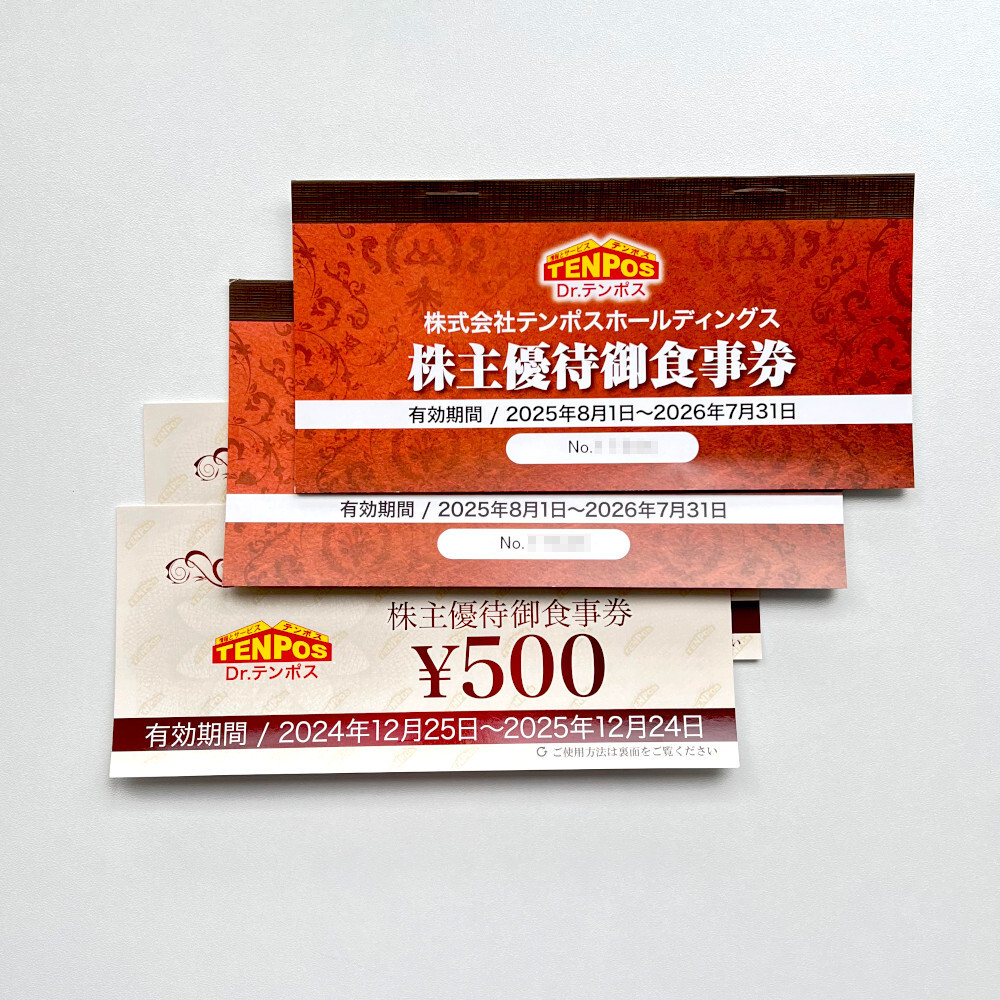 情報とサービス テンポス
TENPOS
Dr.テンポス
株式会社テンポスホールディングス
株主優待御食事券
有効期間 / 2025年8月1日～2026年7月31日
No.
有効期間 / 2025年8月1日～2026年7月31日
No.
株主優待御食事券
情報とサービス テンポス
TENPOS
Dr.テンポス
¥500
有効期間 / 2024年12月25日～2025年12月24日
ご使用方法は裏面をご覧ください
い